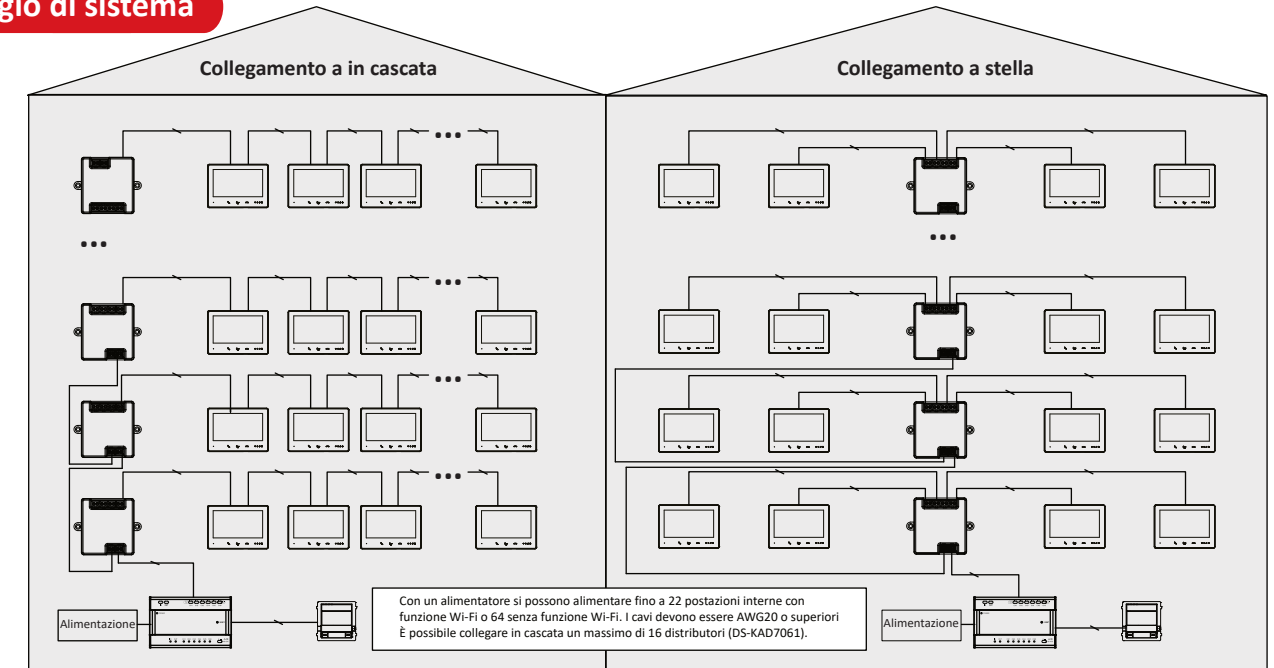 gio di sistema
Collegamento a in cascata
Collegamento a stella
...
...
...
...
...
...
Alimentazione
Con un alimentatore si possono alimentare fino a 22 postazioni interne con
funzione Wi-Fi o 64 senza funzione Wi-Fi. I cavi devono essere AWG20 o superiori
È possibile collegare in cascata un massimo di 16 distributori (DS-KAD7061).
Alimentazione